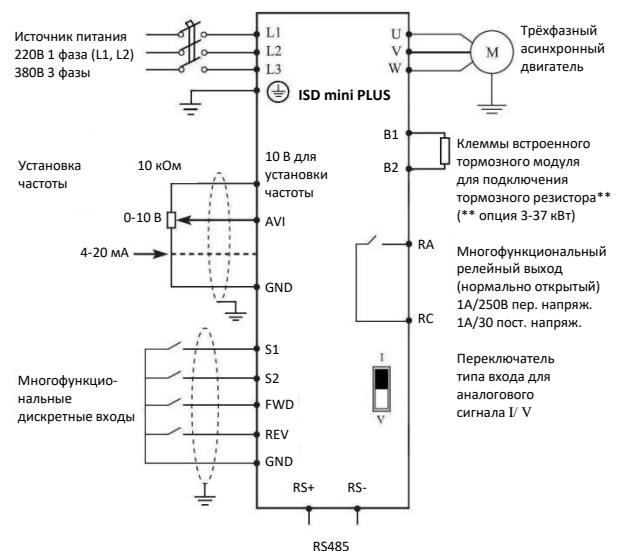 Источник питания
220В 1 фаза (L1, L2)
380В 3 фазы
L1
L2
L3
ISD mini PLUS
U
V
W
M
Трёхфазный
асинхронный
двигатель
B1
B2
Клеммы встроенного
тормозного модуля
для подключения
тормозного резистора**
(** опция 3-37 кВт)
Установка
частоты
10 кОм
0-10 В
4-20 мА
10 В для
установки
частоты
AVI
GND
RA
RC
Многофункциональный
релейный выход
(нормально открытый)
1А/250В пер. напряж.
1А/30 пост. напряж.
Многофункцио-
нальные
дискретные входы
S1
S2
FWD
REV
GND
I
V
Переключатель
типа входа для
аналогового
сигнала I/ V
RS+ RS-
RS485